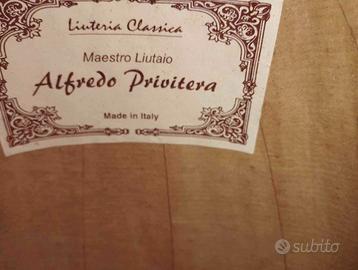 Liuteria Classica
Maestro Liutaio
Alfredo Privitera
Made in Italy
subito